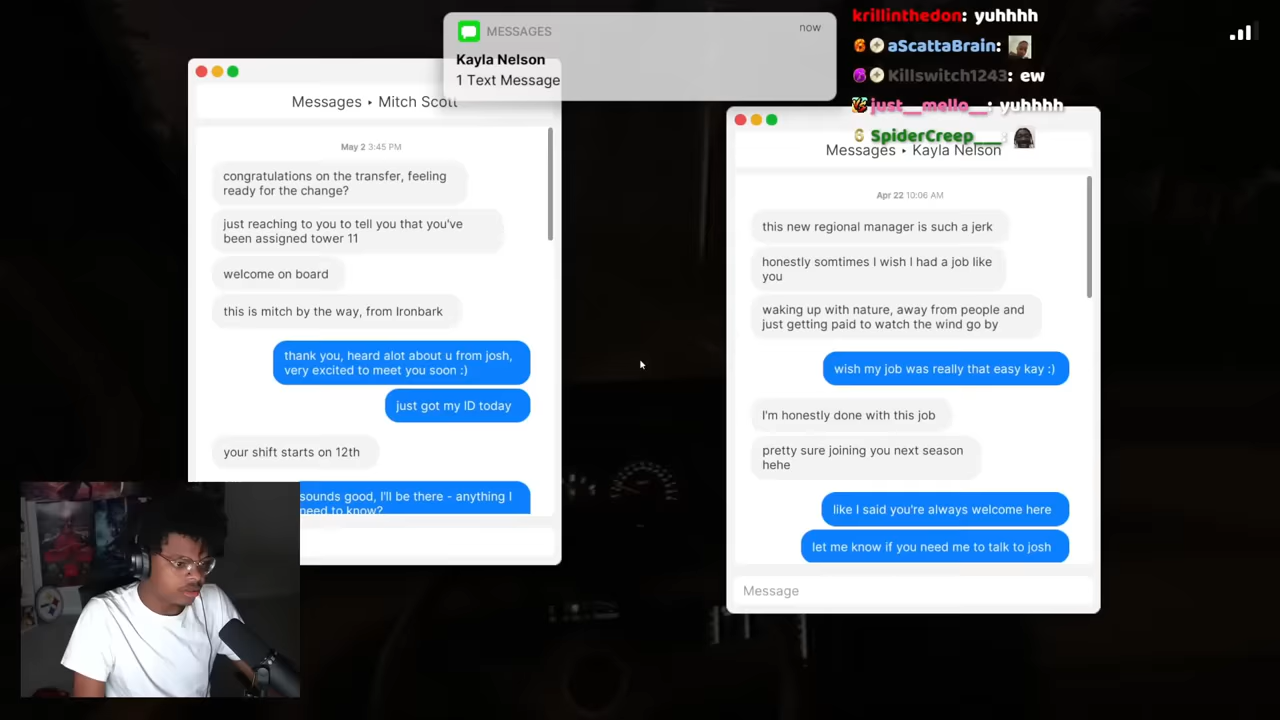 MESSAGES
now
Kayla Nelson
1 Text Message
krillinthedon: yuhhhh
aScattaBrain:
Killswitch1243: ew
just__mello__: yuhhhh
SpiderCreep___:
Messages ‣ Mitch Scott
May 2 3:45 PM
congratulations on the transfer, feeling
ready for the change?
just reaching to you to tell you that you've
been assigned tower 11
welcome on board
this is mitch by the way, from Ironbark
thank you, heard alot about u from josh,
very excited to meet you soon :)
just got my ID today
your shift starts on 12th
sounds good, I'll be there - anything I
need to know?
Messages ‣ Kayla Nelson
Apr 22 10:06 AM
this new regional manager is such a jerk
honestly somtimes I wish I had a job like
you
waking up with nature, away from people and
just getting paid to watch the wind go by
wish my job was really that easy kay :)
I'm honestly done with this job
pretty sure joining you next season
hehe
like I said you're always welcome here
let me know if you need me to talk to josh
Message